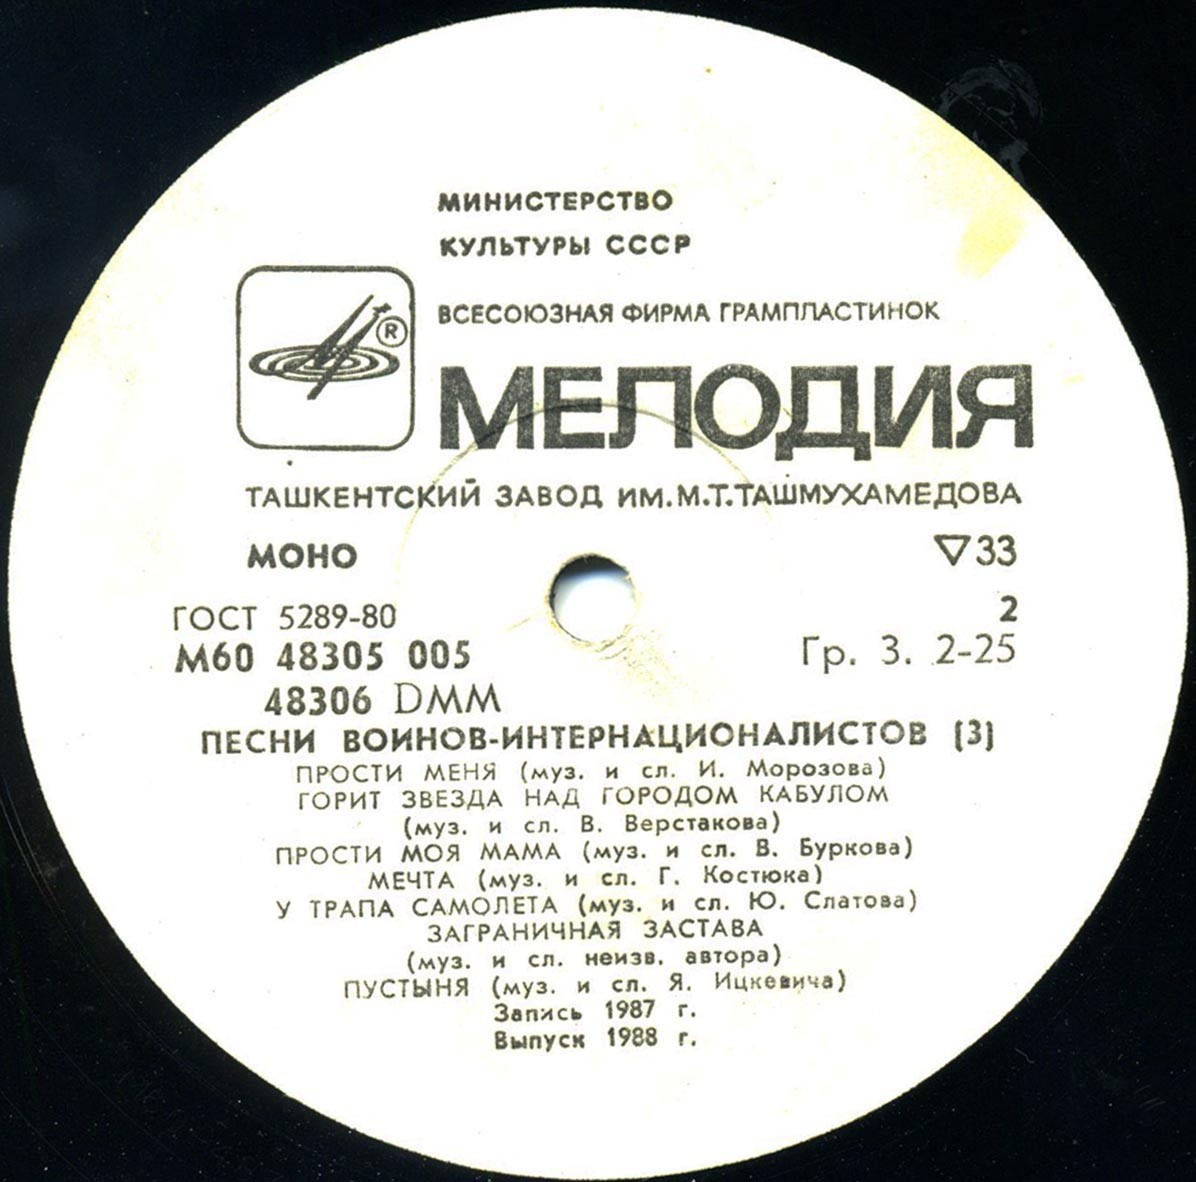 МИНИСТЕРСТВО
КУЛЬТУРЫ СССР
ВСЕСОЮЗНАЯ ФИРМА ГРАМПЛАСТИНОК
®
МЕЛОДИЯ
ТАШКЕНТСКИЙ ЗАВОД ИМ.М.Т.ТАШМУХАМЕДОВА
МОНО ▽33
ГОСТ 5289-80 2
М60 48305 005 Гр. 3. 2-25
48306 DMM
ПЕСНИ ВОИНОВ-ИНТЕРНАЦИОНАЛИСТОВ (3)
ПРОСТИ МЕНЯ (муз. и сл. И. Морозова)
ГОРИТ ЗВЕЗДА НАД ГОРОДОМ КАБУЛОМ
(муз. и сл. В. Верстакова)
ПРОСТИ МОЯ МАМА (муз. и сл. В. Буркова)
МЕЧТА (муз. и сл. Г. Костюка)
У ТРАПА САМОЛЕТА (муз. и сл. Ю. Слатова)
ЗАГРАНИЧНАЯ ЗАСТАВА
(муз. и сл. неизв. автора)
ПУСТЫНЯ (муз. и сл. Я. Ицкевича)
Запись 1987 г.
Выпуск 1988 г.